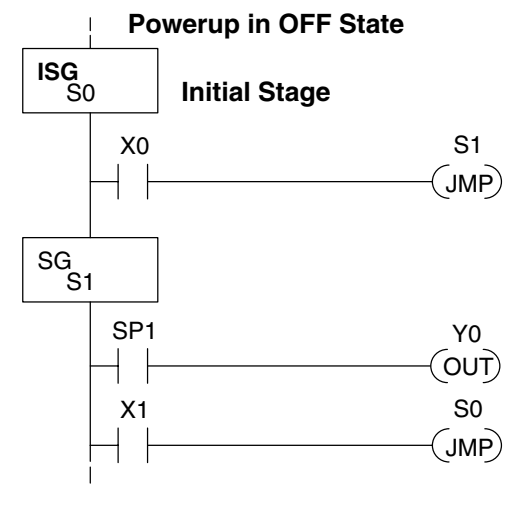 Powerup in OFF State
ISG
S0
Initial Stage
X0
S1
JMP
SG
S1
SP1
Y0
OUT
X1
S0
JMP